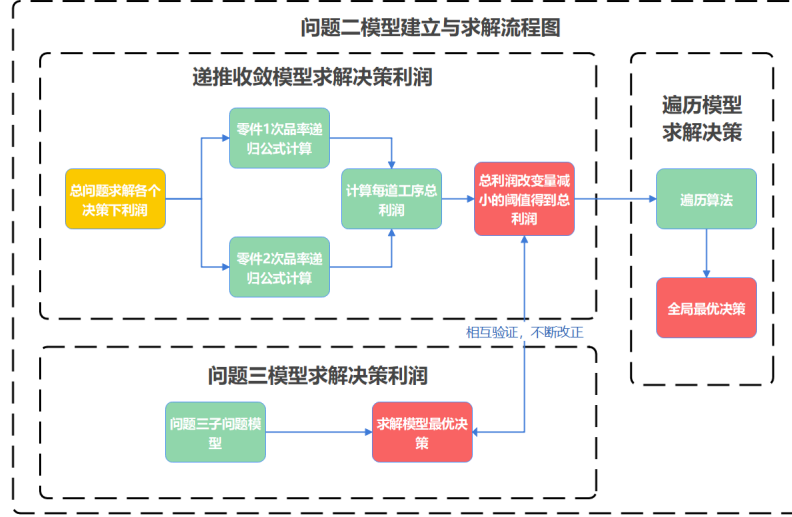 问题二模型建立与求解流程图
递推收敛模型求解决策利润
总问题求解各个
决策下利润
零件1次品率递
归公式计算
零件2次品率递
归公式计算
计算每道工序总
利润
总利润改变量减
小的阈值得到总
利润
遍历模型
求解决策
遍历算法
全局最优决策
相互验证，不断改正
问题三模型求解决策利润
问题三子问题模
型
求解模型最优决
策